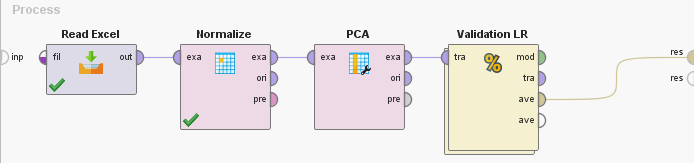 Process
Read Excel
Normalize
PCA
Validation LR
inp
fil
out
exa
exa
ori
pre
exa
exa
ori
pre
tra
mod
tra
ave
ave
res
res